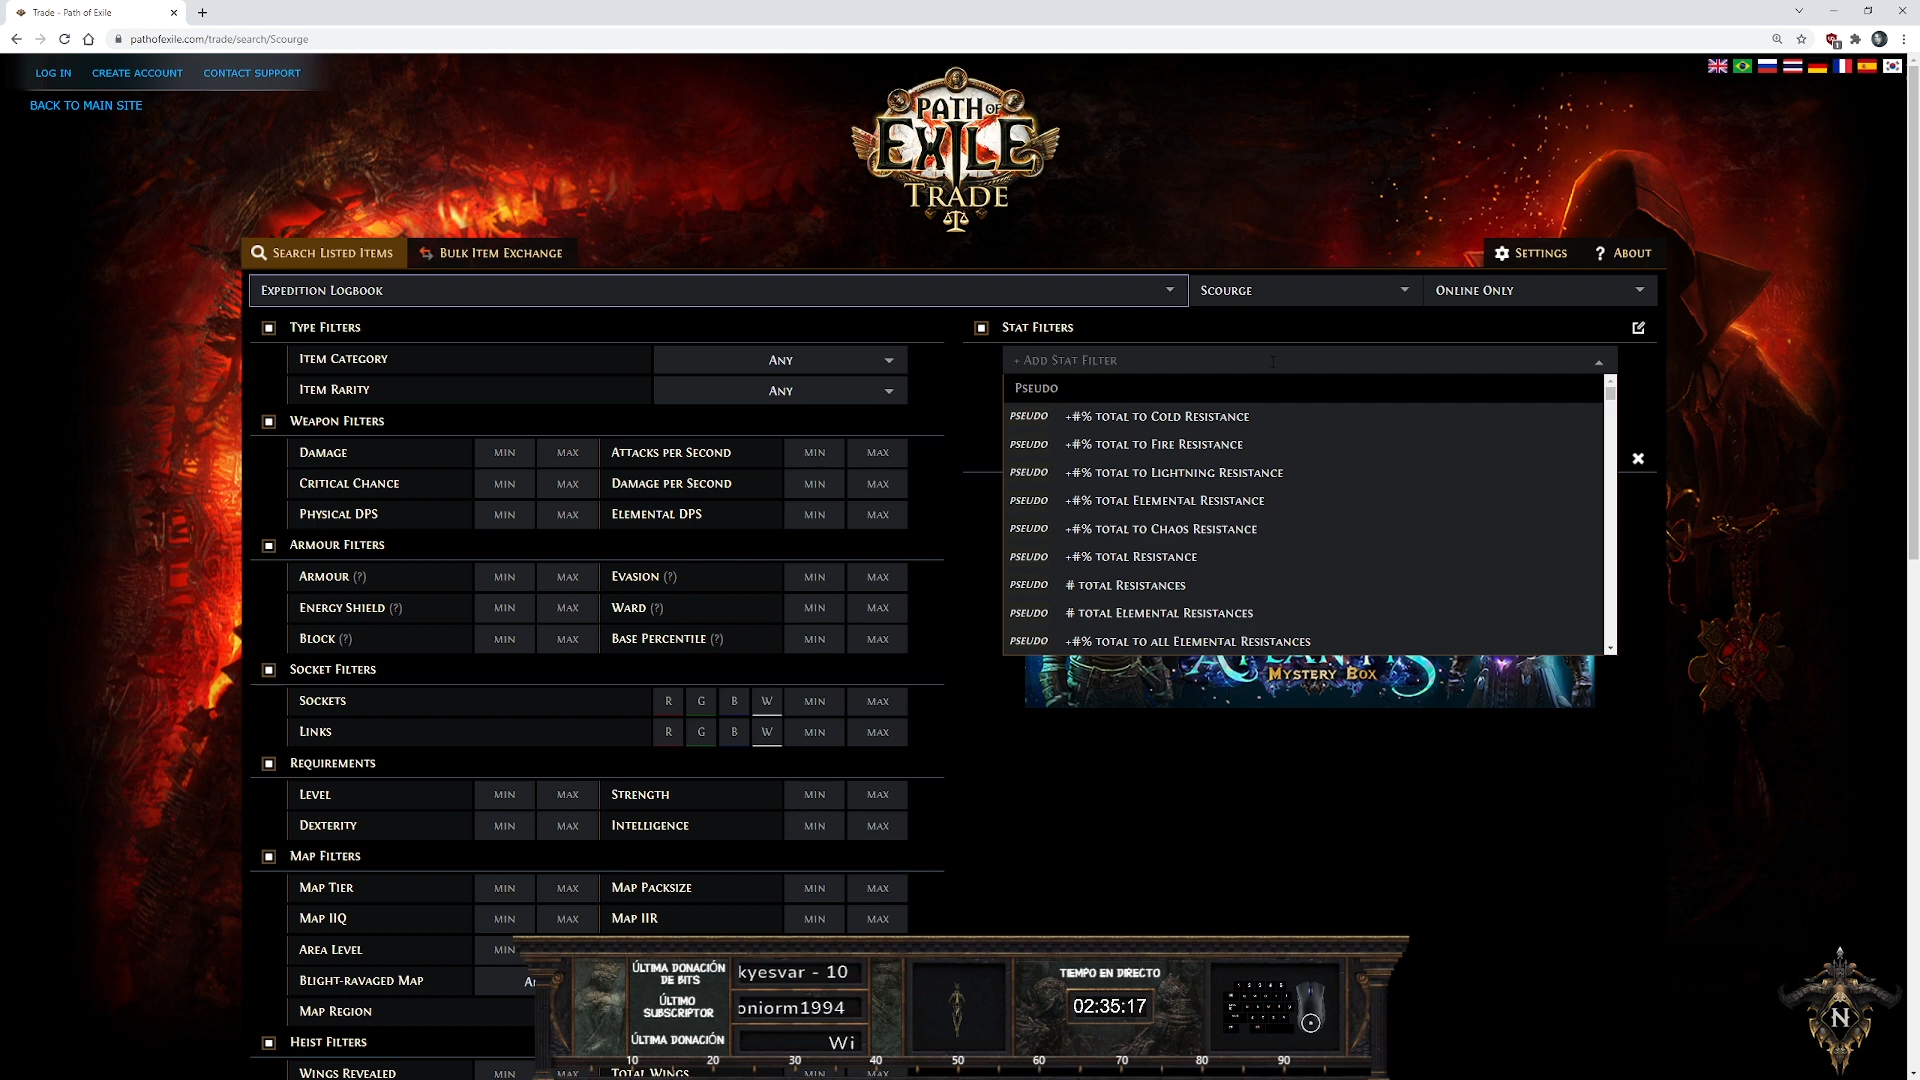 Trade - Path of Exile
pathofexile.com/trade/search/Scourge
LOG IN CREATE ACCOUNT CONTACT SUPPORT
BACK TO MAIN SITE
PATH OF EXILE TRADE
Search Listed Items Bulk Item Exchange Settings ? About
Expedition Logbook Scourge Online Only
Type Filters
Item Category Any
Item Rarity Any
Weapon Filters
Damage MIN MAX Attacks per Second MIN MAX
Critical Chance MIN MAX Damage per Second MIN MAX
Physical DPS MIN MAX Elemental DPS MIN MAX
Armour Filters
Armour (?) MIN MAX Evasion (?) MIN MAX
Energy Shield (?) MIN MAX Ward (?) MIN MAX
Block (?) MIN MAX Base Percentile (?) MIN MAX
Socket Filters
Sockets R G B W MIN MAX
Links R G B W MIN MAX
Requirements
Level MIN MAX Strength MIN MAX
Dexterity MIN MAX Intelligence MIN MAX
Map Filters
Map Tier MIN MAX Map Packsize MIN MAX
Map IIQ MIN MAX Map IIR MIN MAX
Area Level MIN
Blight-ravaged Map
Map Region
Heist Filters
Wings Revealed MIN MAX Total Wings MIN MAX
Stat Filters
+ Add Stat Filter
Pseudo
PSEUDO +#% total to Cold Resistance
PSEUDO +#% total to Fire Resistance
PSEUDO +#% total to Lightning Resistance
PSEUDO +#% total Elemental Resistance
PSEUDO +#% total to Chaos Resistance
PSEUDO +#% total Resistance
PSEUDO # total Resistances
PSEUDO # total Elemental Resistances
PSEUDO +#% total to all Elemental Resistances
Mystery Box
ÚLTIMA DONACIÓN DE BITS
kyesvar - 10
ÚLTIMO SUBSCRIPTOR
oniorm1994
ÚLTIMA DONACIÓN
Wi
TIEMPO EN DIRECTO
02:35:17
10 20 30 40 50 60 70 80 90
N